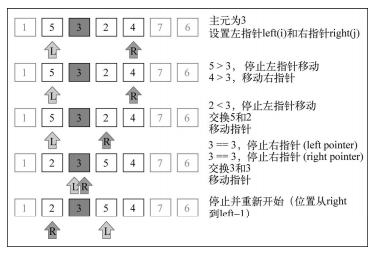 1 5 3 2 4 7 6
L R
主元为3
设置左指针left(i)和右指针right(j)
1 5 3 2 4 7 6
L R
5 > 3，停止左指针移动
4 > 3，移动右指针
1 5 3 2 4 7 6
L R
2 < 3，停止左指针移动
交换5和2
移动指针
1 2 3 5 4 7 6
L R
3 == 3，停止右指针 (left pointer)
3 == 3，停止右指针 (right pointer)
交换3和3
移动指针
1 2 3 5 4 7 6
R L
停止并重新开始（位置从right
到left–1）